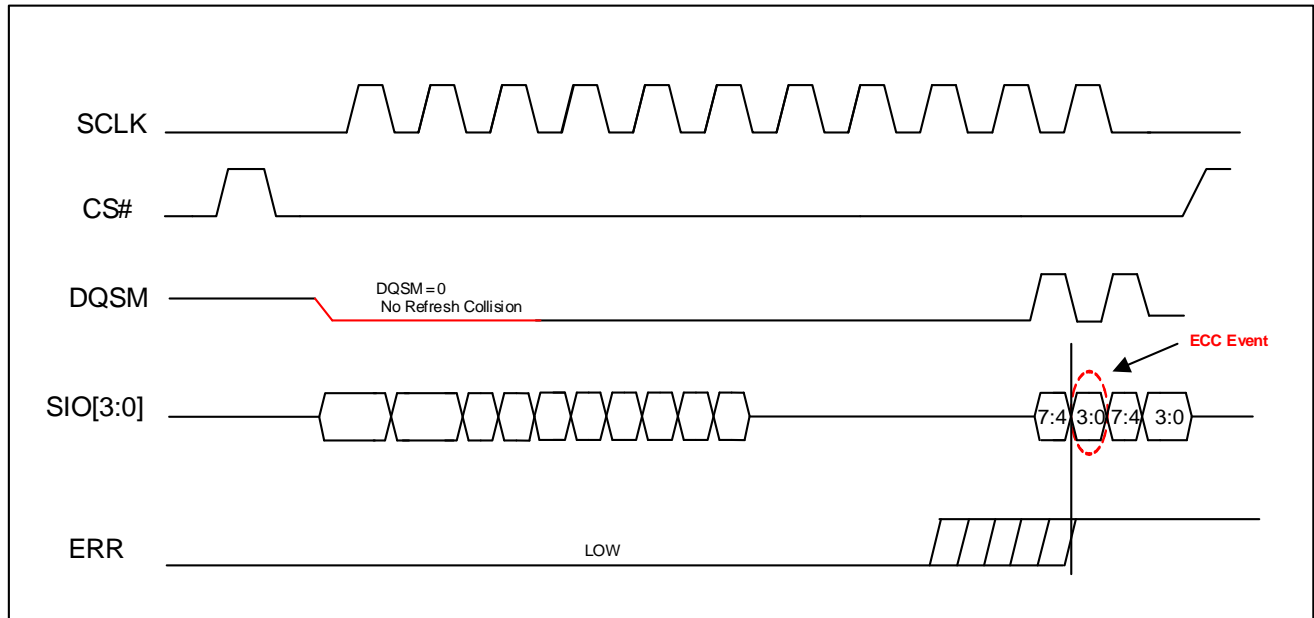 SCLK
CS#
DQSM
DQSM = 0
No Refresh Collision
ECC Event
SIO[3:0]
7:4 3:0 7:4 3:0
ERR
LOW